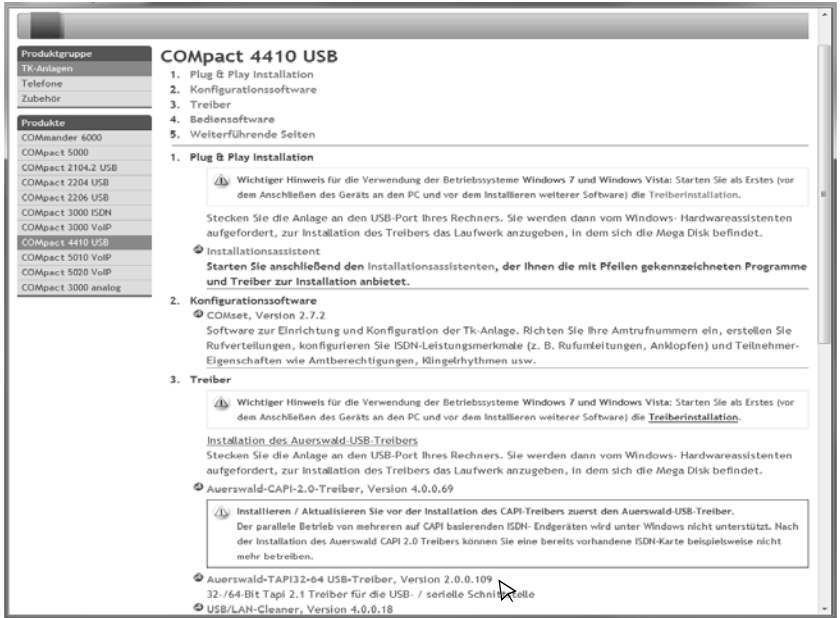 Produktgruppe
TK-Anlagen
Telefone
Zubehör
Produkte
COMmander 6000
COMpact 5000
COMpact 2104.2 USB
COMpact 2204 USB
COMpact 2206 USB
COMpact 3000 ISDN
COMpact 3000 VoIP
COMpact 4410 USB
COMpact 5010 VoIP
COMpact 5020 VoIP
COMpact 3000 analog
COMpact 4410 USB
1. Plug & Play Installation
2. Konfigurationssoftware
3. Treiber
4. Bediensoftware
5. Weiterführende Seiten
1. Plug & Play Installation
Wichtiger Hinweis für die Verwendung der Betriebssysteme Windows 7 und Windows Vista: Starten Sie als Erstes (vor
dem Anschließen des Geräts an den PC und vor dem Installieren weiterer Software) die Treiberinstallation.
Stecken Sie die Anlage an den USB-Port Ihres Rechners. Sie werden dann vom Windows- Hardwareassistenten
aufgefordert, zur Installation des Treibers das Laufwerk anzugeben, in dem sich die Mega Disk befindet.
Installationsassistent
Starten Sie anschließend den Installationsassistenten, der Ihnen die mit Pfeilen gekennzeichneten Programme
und Treiber zur Installation anbietet.
2. Konfigurationssoftware
COMset, Version 2.7.2
Software zur Einrichtung und Konfiguration der Tk-Anlage. Richten Sie Ihre Amtrufnummern ein, erstellen Sie
Rufverteilungen, konfigurieren Sie ISDN-Leistungsmerkmale (z. B. Rufumleitungen, Anklopfen) und Teilnehmer-
Eigenschaften wie Amtberechtigungen, Klingelrhythmen usw.
3. Treiber
Wichtiger Hinweis für die Verwendung der Betriebssysteme Windows 7 und Windows Vista: Starten Sie als Erstes (vor
dem Anschließen des Geräts an den PC und vor dem Installieren weiterer Software) die Treiberinstallation.
Installation des Auerswald-USB-Treibers
Stecken Sie die Anlage an den USB-Port Ihres Rechners. Sie werden dann vom Windows- Hardwareassistenten
aufgefordert, zur Installation des Treibers das Laufwerk anzugeben, in dem sich die Mega Disk befindet.
Auerswald-CAPI-2.0-Treiber, Version 4.0.0.69
Installieren / Aktualisieren Sie vor der Installation des CAPI-Treibers zuerst den Auerswald-USB-Treiber.
Der parallele Betrieb von mehreren auf CAPI basierenden ISDN- Endgeräten wird unter Windows nicht unterstützt. Nach
der Installation des Auerswald CAPI 2.0 Treibers können Sie eine bereits vorhandene ISDN-Karte beispielsweise nicht
mehr betreiben.
Auerswald-TAPI32-64 USB-Treiber, Version 2.0.0.109
32-/64-Bit Tapi 2.1 Treiber für die USB- / serielle Schnittstelle
USB/LAN-Cleaner, Version 4.0.0.18